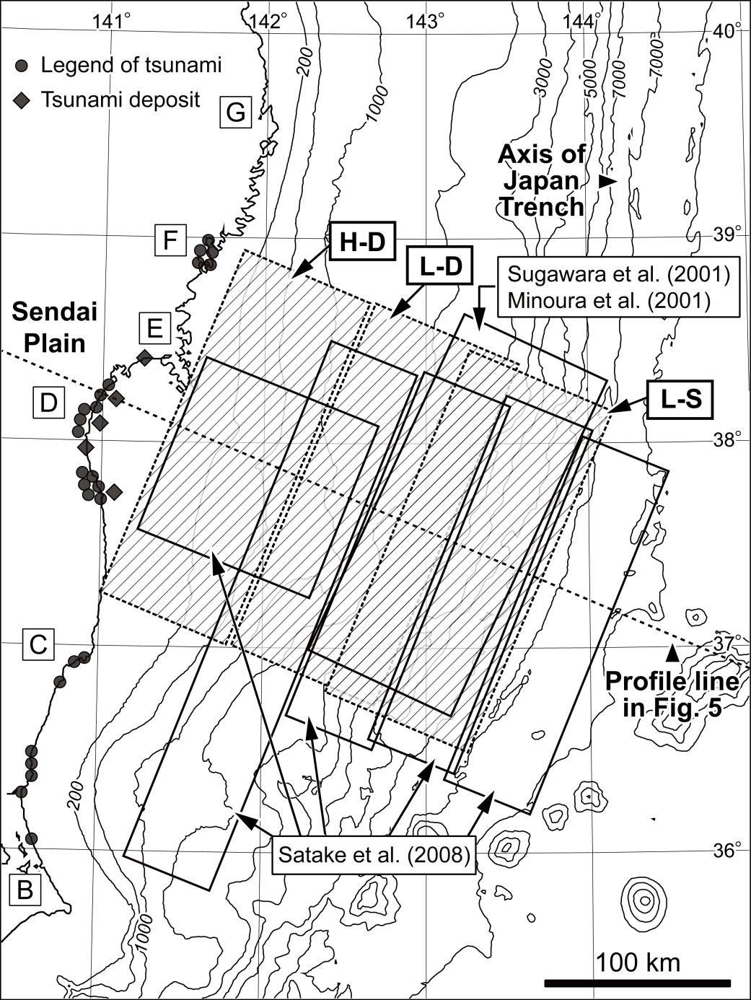 141°
142°
143°
144°
40°
Legend of tsunami
Tsunami deposit
200
1000
3000
5000
7000
7000
G
Axis of
Japan
Trench
39°
F
H-D
L-D
Sugawara et al. (2001)
Minoura et al. (2001)
Sendai
Plain
E
D
L-S
38°
C
37°
Profile line
in Fig. 5
200
Satake et al. (2008)
36°
B
1000
100 km